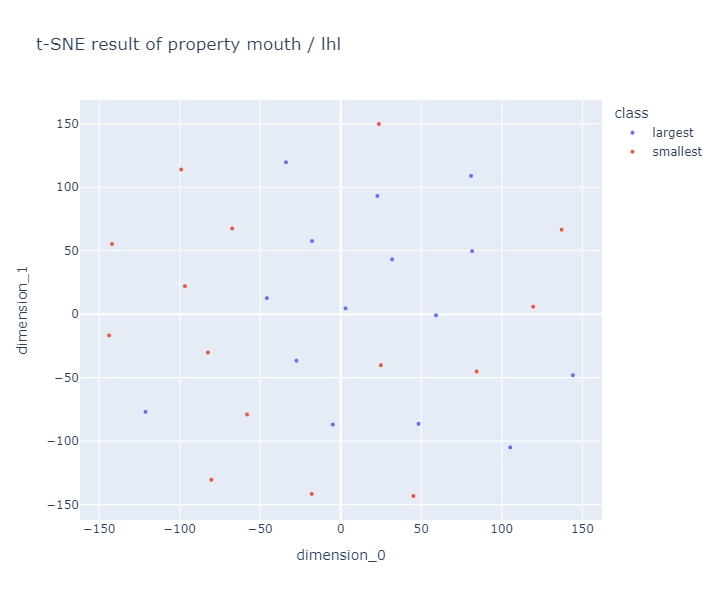 t-SNE result of property mouth / lhl
class
largest
smallest
150
100
50
0
−50
−100
−150
dimension_1
−150
−100
−50
0
50
100
150
dimension_0